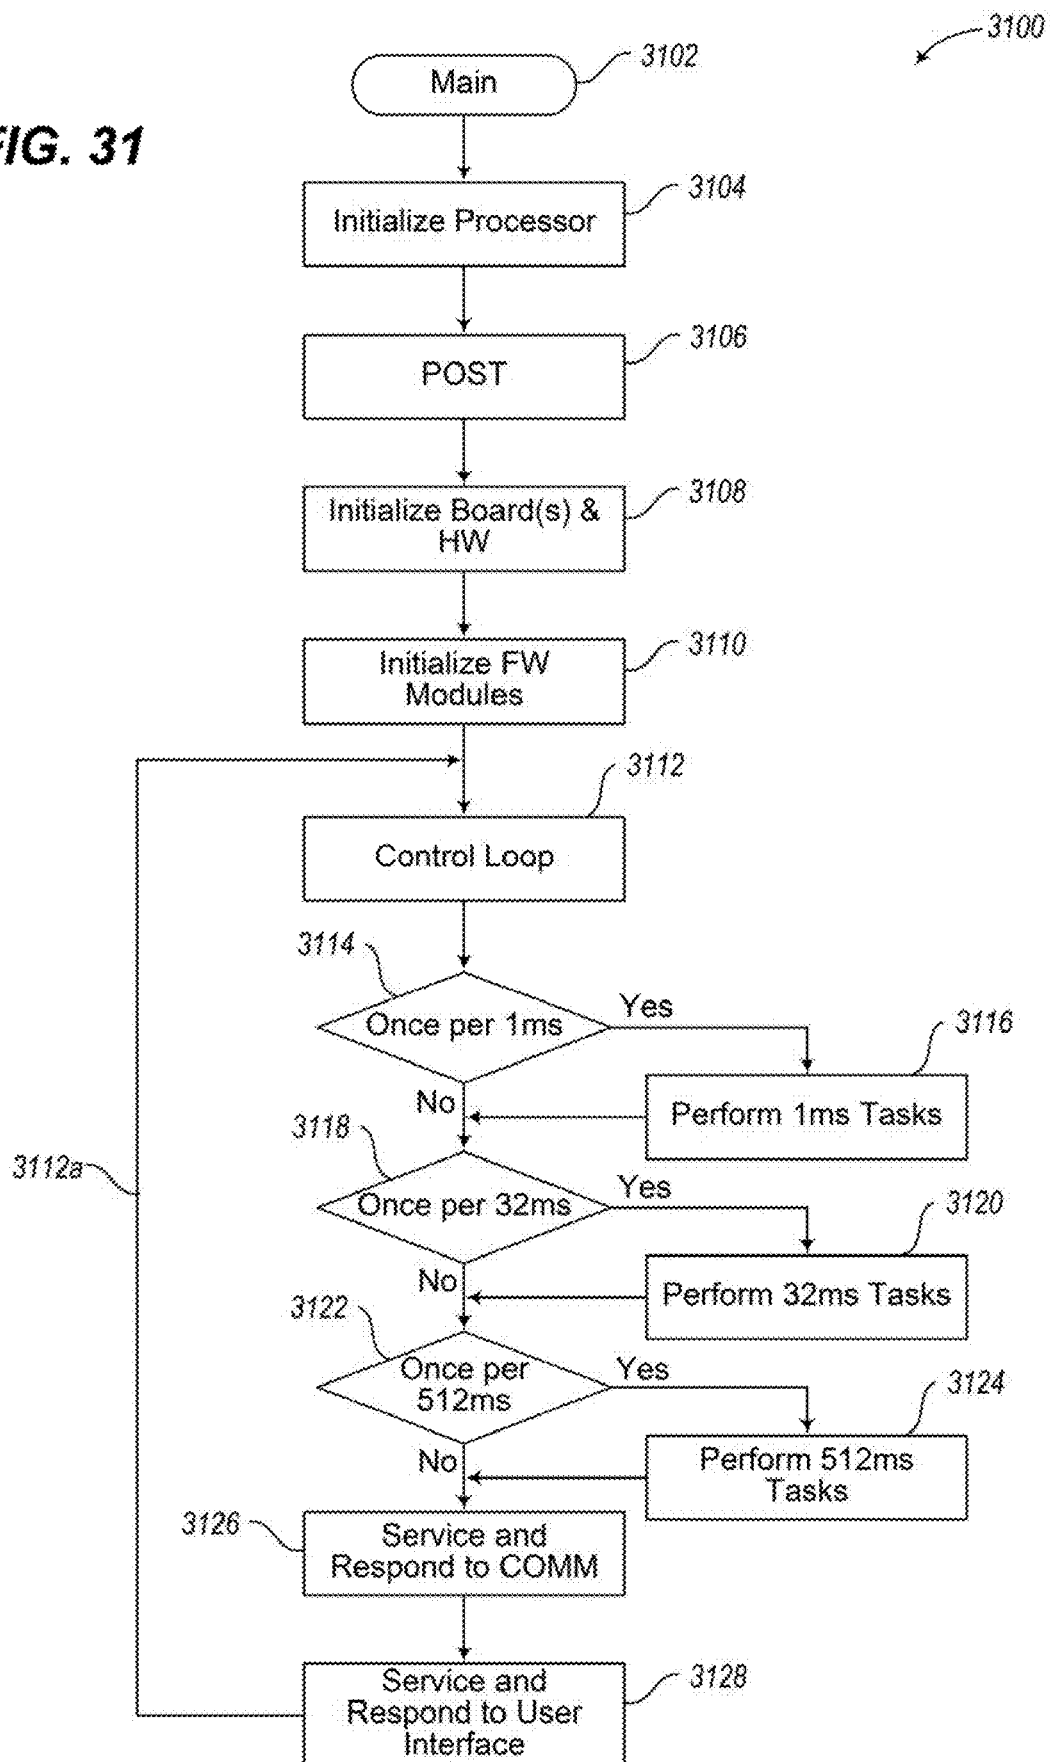 3100
3102
Main
FIG. 31
3104
Initialize Processor
3106
POST
3108
Initialize Board(s) &
HW
3110
Initialize FW
Modules
3112
Control Loop
3114
Once per 1ms
Yes
3116
No
Perform 1ms Tasks
3118
3112a
Once per 32ms
Yes
3120
No
Perform 32ms Tasks
3122
Once per
512ms
Yes
3124
No
Perform 512ms
Tasks
3126
Service and
Respond to COMM
3128
Service and
Respond to User
Interface